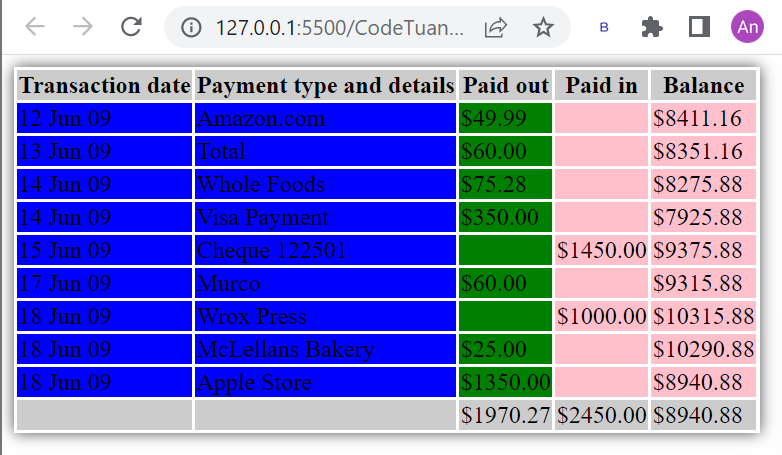 127.0.0.1:5500/CodeTuan... B An
Transaction date Payment type and details Paid out Paid in Balance
12 Jun 09 Amazon.com $49.99 $8411.16
13 Jun 09 Total $60.00 $8351.16
14 Jun 09 Whole Foods $75.28 $8275.88
14 Jun 09 Visa Payment $350.00 $7925.88
15 Jun 09 Cheque 122501 $1450.00 $9375.88
17 Jun 09 Murco $60.00 $9315.88
18 Jun 09 Wrox Press $1000.00 $10315.88
18 Jun 09 McLellans Bakery $25.00 $10290.88
18 Jun 09 Apple Store $1350.00 $8940.88
$1970.27 $2450.00 $8940.88